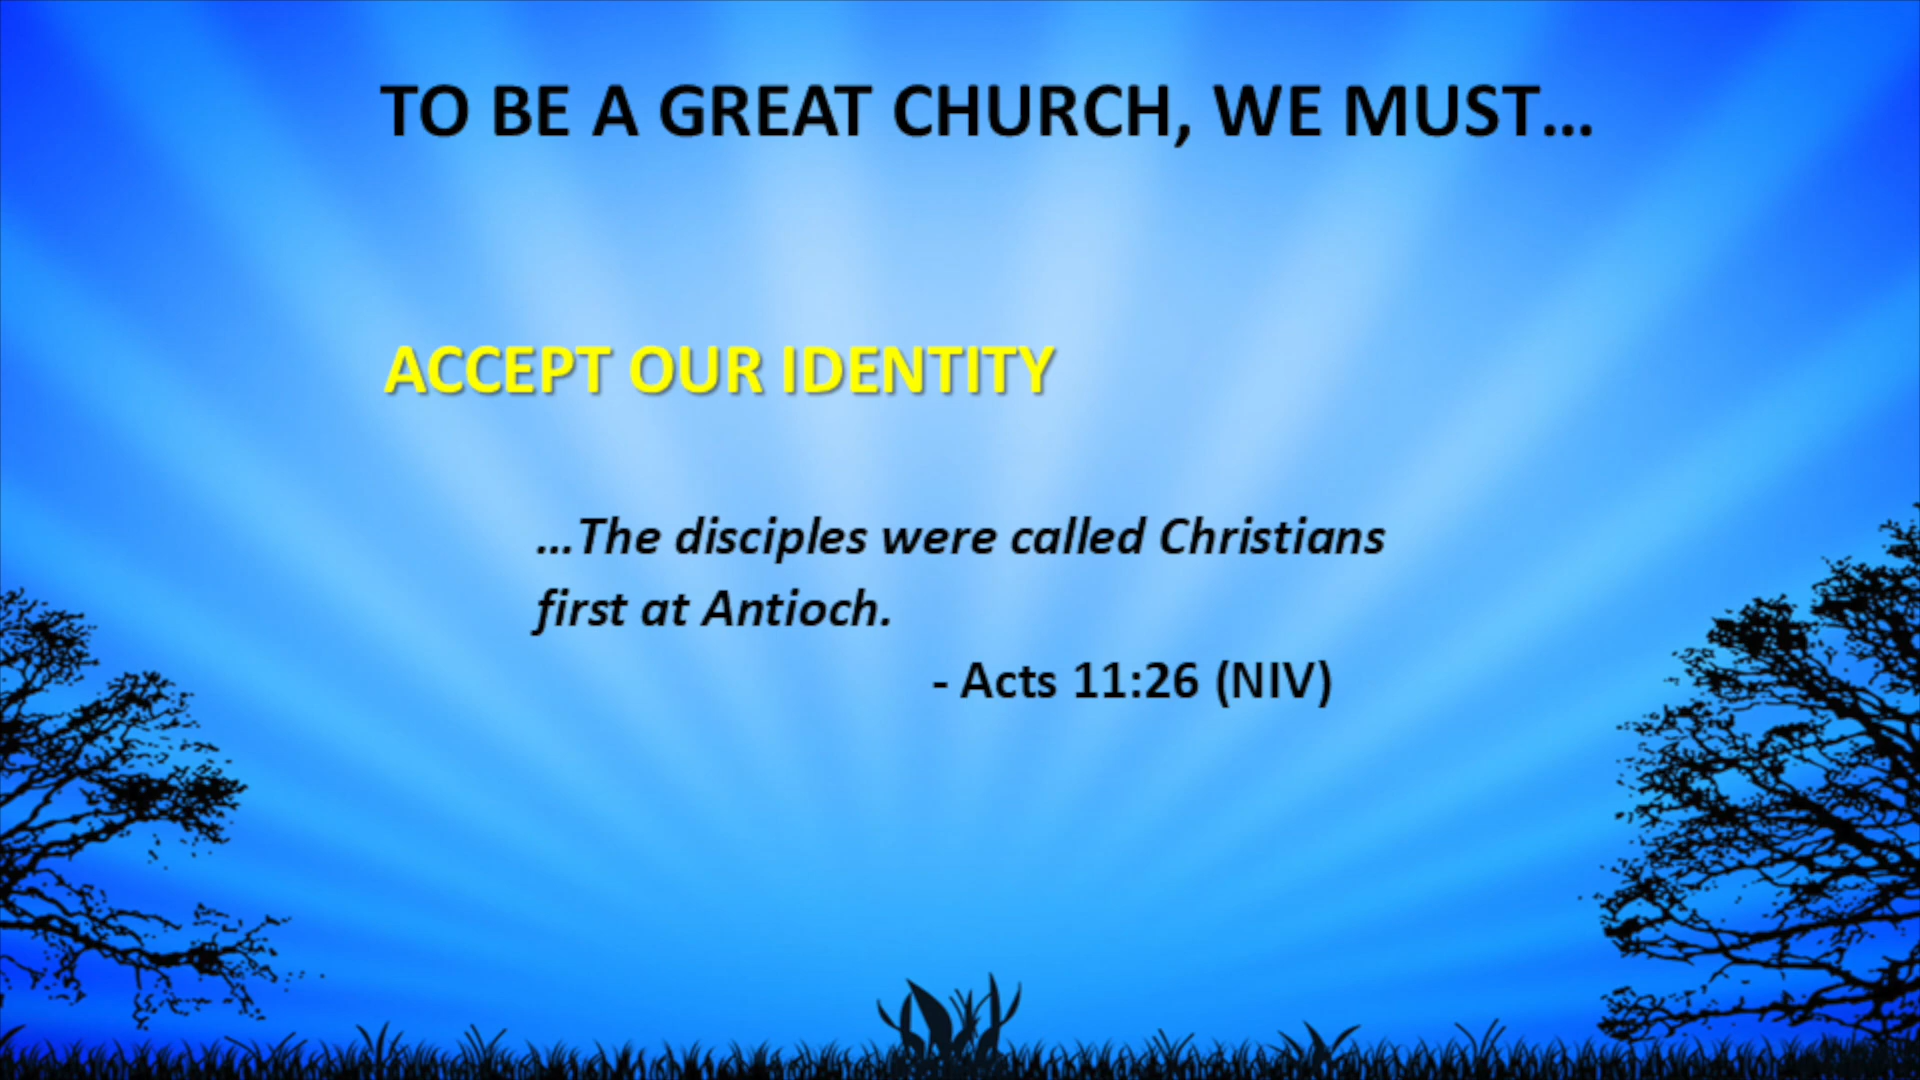 TO BE A GREAT CHURCH, WE MUST...
ACCEPT OUR IDENTITY
...The disciples were called Christians
first at Antioch.
- Acts 11:26 (NIV)